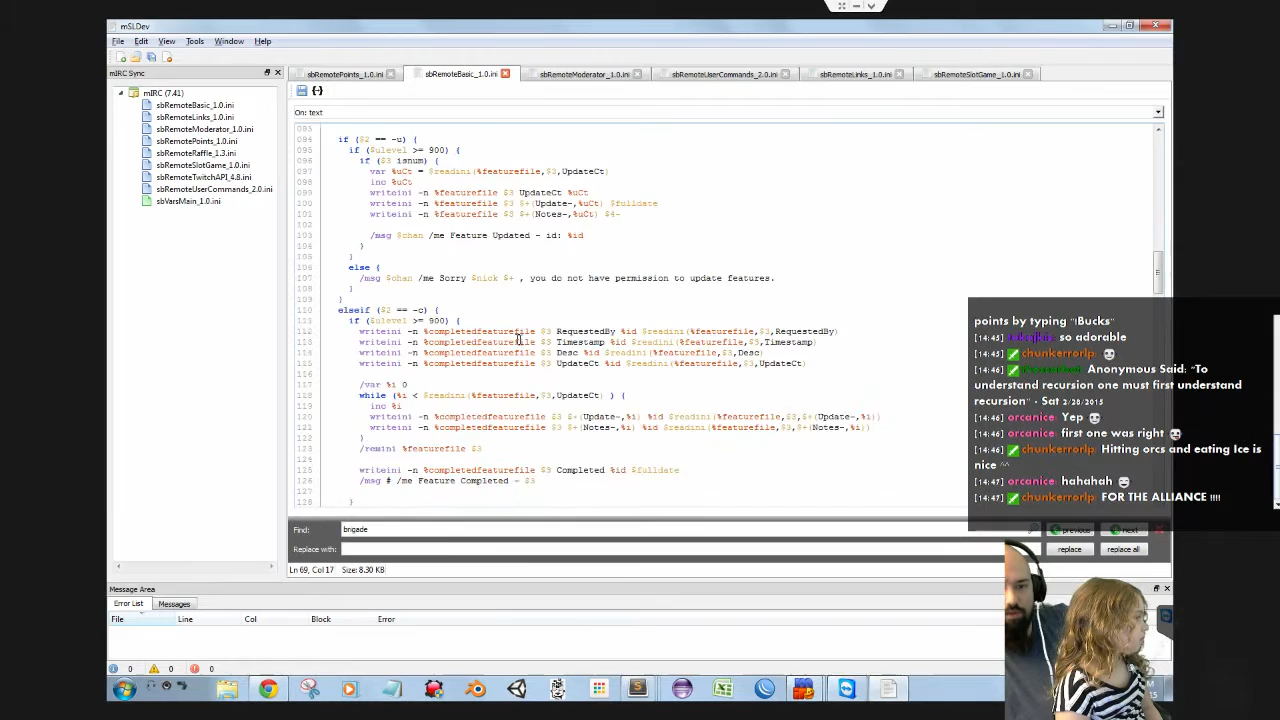 mSLDev
File Edit View Tools Window Help
mIRC Sync
mIRC (7.41)
sbRemoteBasic_1.0.ini
sbRemoteLinks_1.0.ini
sbRemoteModerator_1.0.ini
sbRemotePoints_1.0.ini
sbRemoteRaffle_1.3.ini
sbRemoteSlotGame_1.0.ini
sbRemoteTwitchAPI_4.8.ini
sbRemoteUserCommands_2.0.ini
sbVarsMain_1.0.ini
sbRemotePoints_1.0.ini sbRemoteBasic_1.0.ini sbRemoteModerator_1.0.ini sbRemoteUserCommands_2.0.ini sbRemoteLinks_1.0.ini sbRemoteSlotGame_1.0.ini
On: text
093
094 if ($2 == -u) {
095 if ($ulevel >= 900) {
096 if ($3 isnum) {
097 var %uCt = $readini(%featurefile,$3,UpdateCt)
098 inc %uCt
099 writeini -n %featurefile $3 UpdateCt %uCt
100 writeini -n %featurefile $3 $+(Update-,%uCt) $fulldate
101 writeini -n %featurefile $3 $+(Notes-,%uCt) $4-
102
103 /msg $chan /me Feature Updated - id: %id
104 }
105 }
106 else {
107 /msg $chan /me Sorry $nick $+ , you do not have permission to update features.
108 }
109 }
110 elseif ($2 == -c) {
111 if ($ulevel >= 900) {
112 writeini -n %completedfeaturefile $3 RequestedBy %id $readini(%featurefile,$3,RequestedBy)
113 writeini -n %completedfeaturefile $3 Timestamp %id $readini(%featurefile,$3,Timestamp)
114 writeini -n %completedfeaturefile $3 Desc %id $readini(%featurefile,$3,Desc)
115 writeini -n %completedfeaturefile $3 UpdateCt %id $readini(%featurefile,$3,UpdateCt)
116
117 /var %i 0
118 while (%i < $readini(%featurefile,$3,UpdateCt) ) {
119 inc %i
120 writeini -n %completedfeaturefile $3 $+(Update-,%i) %id $readini(%featurefile,$3,$+(Update-,%i))
121 writeini -n %completedfeaturefile $3 $+(Notes-,%i) %id $readini(%featurefile,$3,$+(Notes-,%i)
122 }
123 /remini %featurefile $3
124
125 writeini -n %completedfeaturefile $3 Completed %id $fulldate
126 /msg # /me Feature Completed - $3
127
128 }
Find: brigade previous next
Replace with: replace replace all
Ln 69, Col 17 Size: 8.30 KB
Message Area
Error List Messages
File Line Col Block Error
0 0 0
points by typing "!Bucks"
[14:45] so adorable
[14:45] chunkerrorlp:
[14:46] Anonymous Said: "To
understand recursion one must first understand
recursion" - Sat 2/28/2015
[14:46] orcanice: Yep
[14:46] orcanice: first one was right
[14:46] chunkerrorlp: Hitting orcs and eating Ice is
nice ^^
[14:47] orcanice: hahahah
[14:47] chunkerrorlp: FOR THE ALLIANCE !!!!